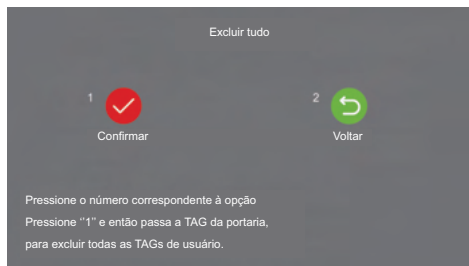 Excluir tudo
1
2
Confirmar
Voltar
Pressione o número correspondente à opção
Pressione “1” e então passa a TAG da portaria,
para excluir todas as TAGs de usuário.